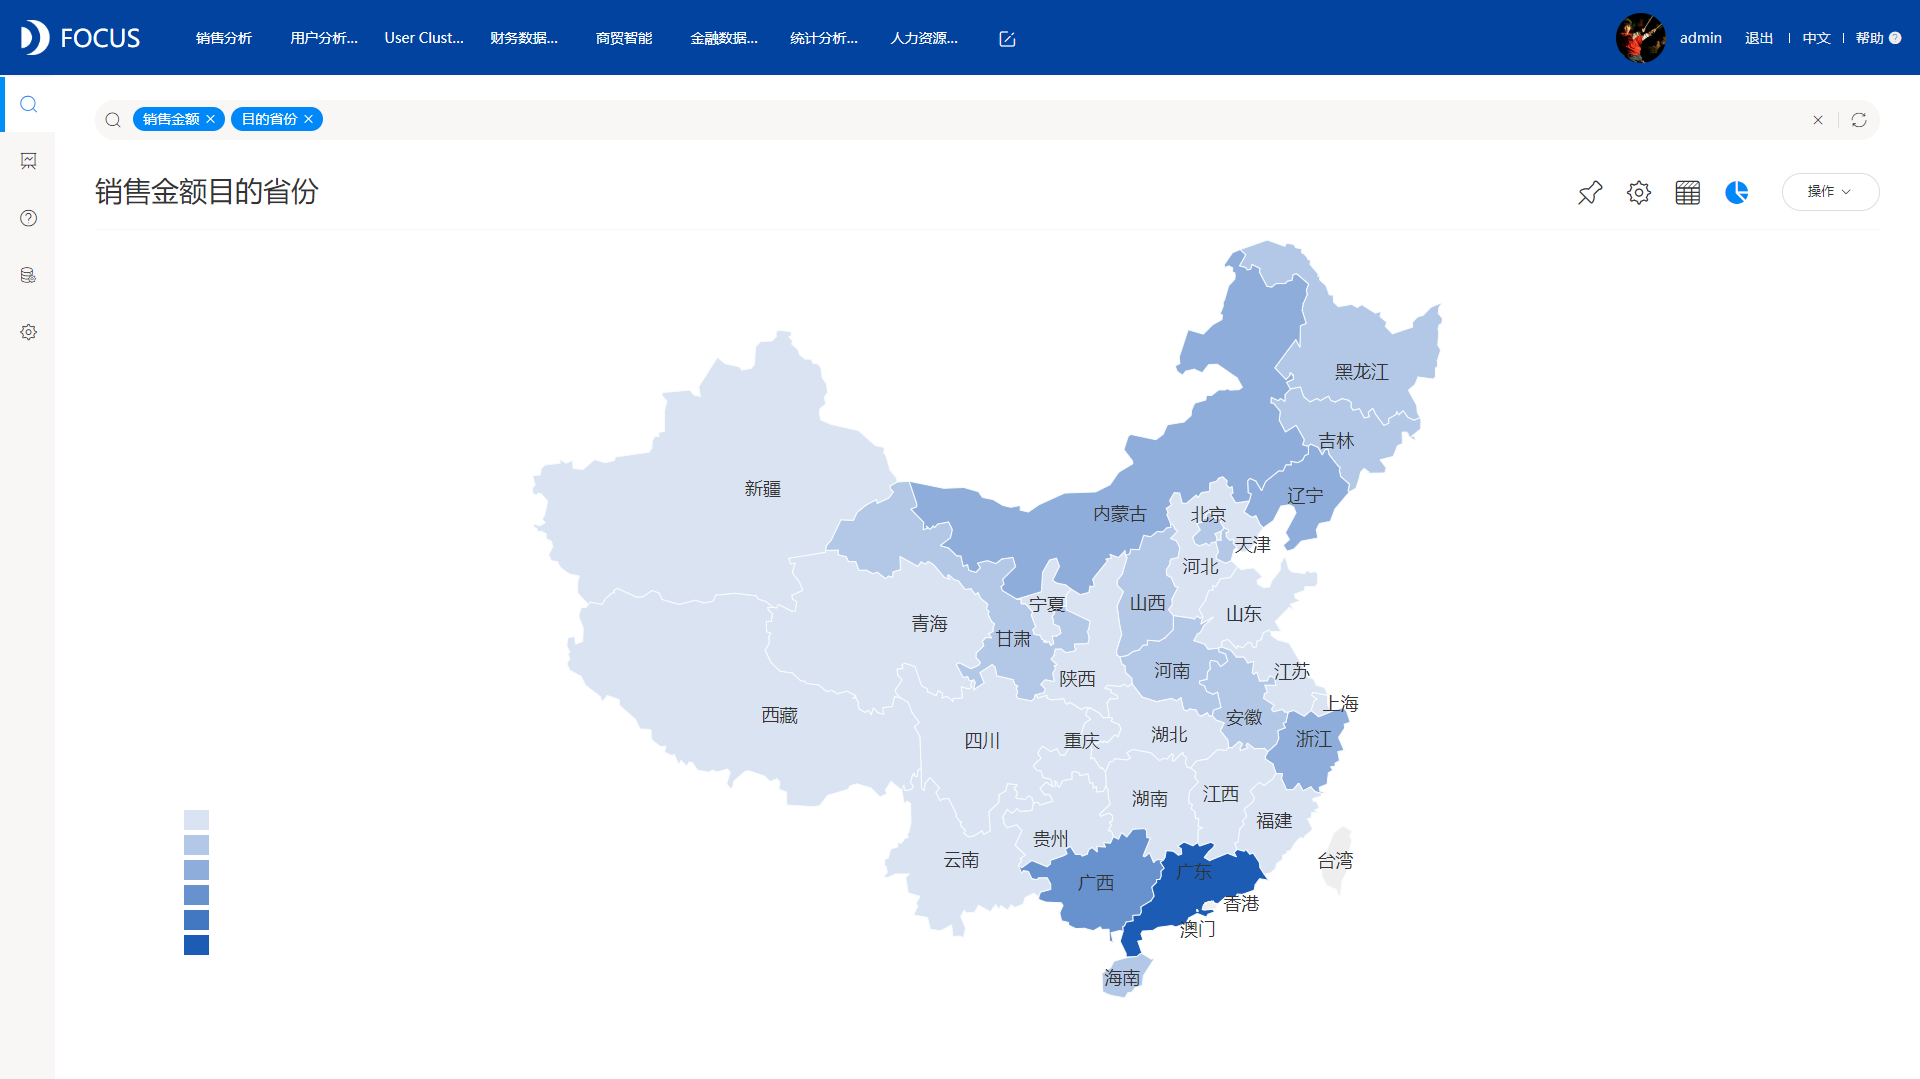 FOCUS 销售分析 用户分析... User Clust... 财务数据... 商贸智能 金融数据... 统计分析... 人力资源... admin 退出 中文 帮助
销售金额 目的省份
销售金额目的省份
操作
黑龙江
吉林
新疆
辽宁
内蒙古
北京
天津
河北
宁夏
山西
山东
青海
甘肃
陕西
河南
江苏
上海
西藏
安徽
四川
重庆
湖北
浙江
湖南
江西
福建
贵州
云南
台湾
广西
广东
香港
澳门
海南